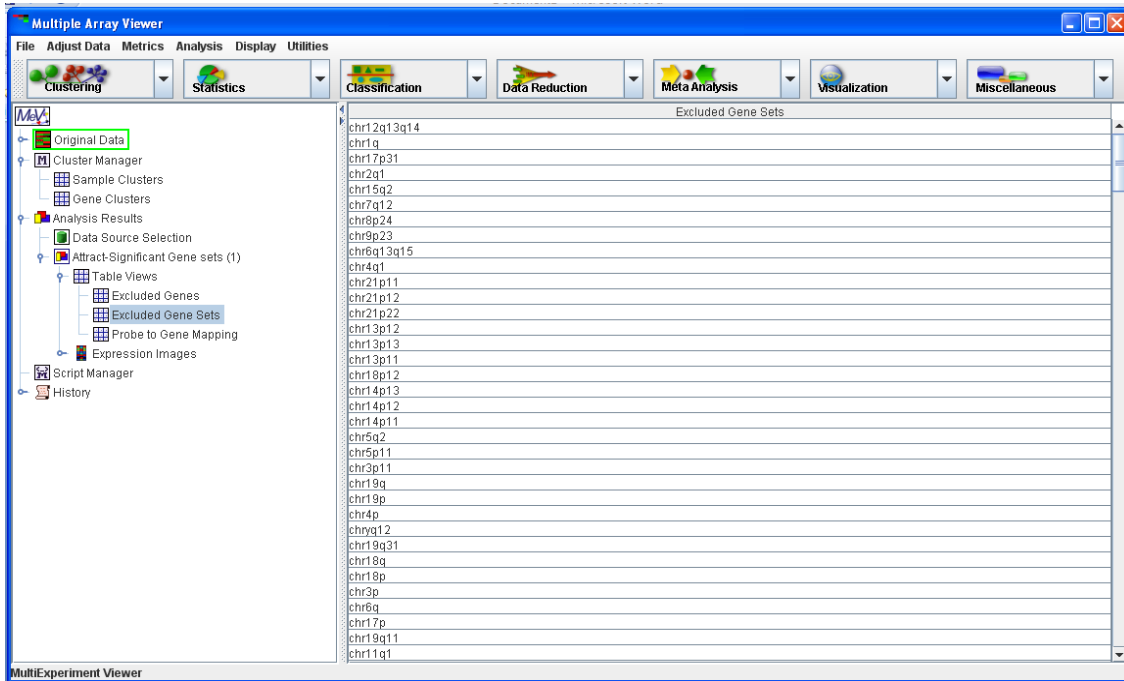 Multiple Array Viewer
File Adjust Data Metrics Analysis Display Utilities
Clustering Statistics Classification Data Reduction Meta Analysis Visualization Miscellaneous
MeV
Original Data
Cluster Manager
Sample Clusters
Gene Clusters
Analysis Results
Data Source Selection
Attract-Significant Gene sets (1)
Table Views
Excluded Genes
Excluded Gene Sets
Probe to Gene Mapping
Expression Images
Script Manager
History
Excluded Gene Sets
chr12q13q14
chr1q
chr17p31
chr2q1
chr15q2
chr7q12
chr8p24
chr9p23
chr6q13q15
chr4q1
chr21p11
chr21p12
chr21p22
chr13p12
chr13p13
chr13p11
chr18p12
chr14p13
chr14p12
chr14p11
chr5q2
chr5p11
chr3p11
chr19q
chr19p
chr4p
chryq12
chr19q31
chr18q
chr18p
chr3p
chr6q
chr17p
chr19q11
chr11q1
MultiExperiment Viewer